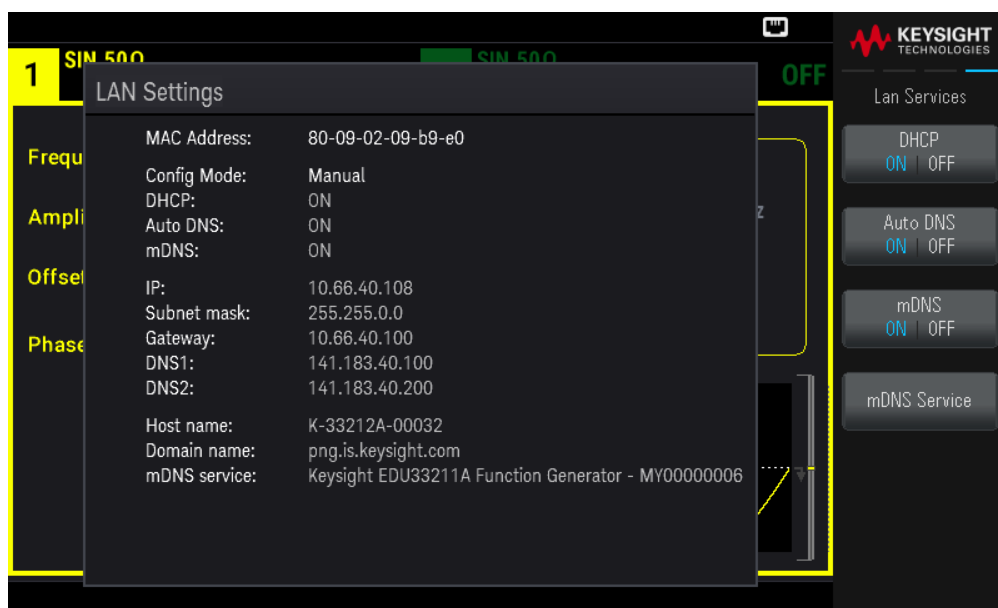 KEYSIGHT
TECHNOLOGIES
1
SIN 50Ω
SIN 50Ω
OFF
LAN Settings
MAC Address: 80-09-02-09-b9-e0
Config Mode: Manual
DHCP: ON
Auto DNS: ON
mDNS: ON
IP: 10.66.40.108
Subnet mask: 255.255.0.0
Gateway: 10.66.40.100
DNS1: 141.183.40.100
DNS2: 141.183.40.200
Host name: K-33212A-00032
Domain name: png.is.keysight.com
mDNS service: Keysight EDU33211A Function Generator - MY00000006
Frequ
Ampli
z
Offset
Phase
Lan Services
DHCP
ON | OFF
Auto DNS
ON | OFF
mDNS
ON | OFF
mDNS Service